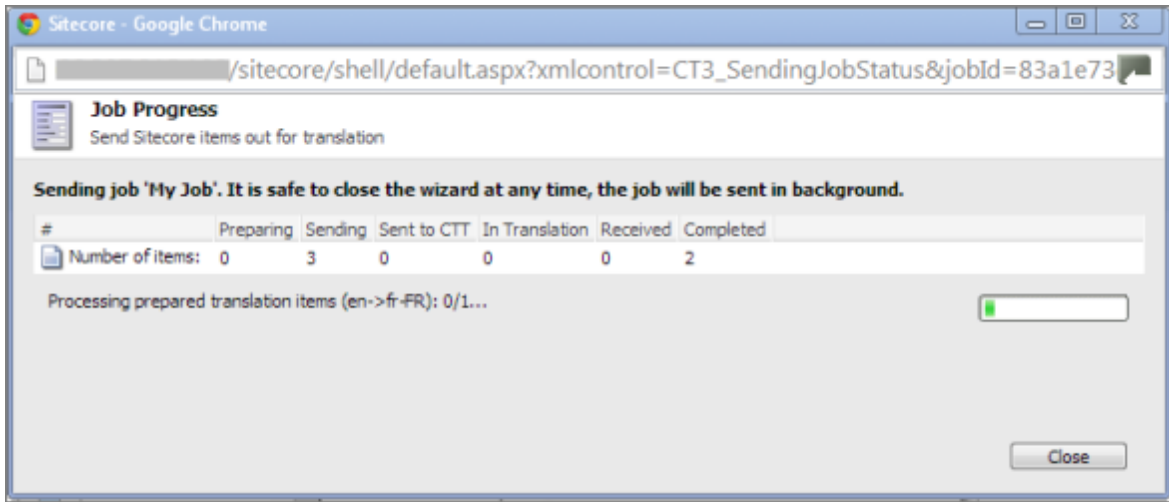 Sitecore - Google Chrome
/sitecore/shell/default.aspx?xmlcontrol=CT3_SendingJobStatus&jobId=83a1e73
Job Progress
Send Sitecore items out for translation
Sending job 'My Job'. It is safe to close the wizard at any time, the job will be sent in background.
# Preparing Sending Sent to CTT In Translation Received Completed
Number of items: 0 3 0 0 0 2
Processing prepared translation items (en->fr-FR): 0/1...
Close